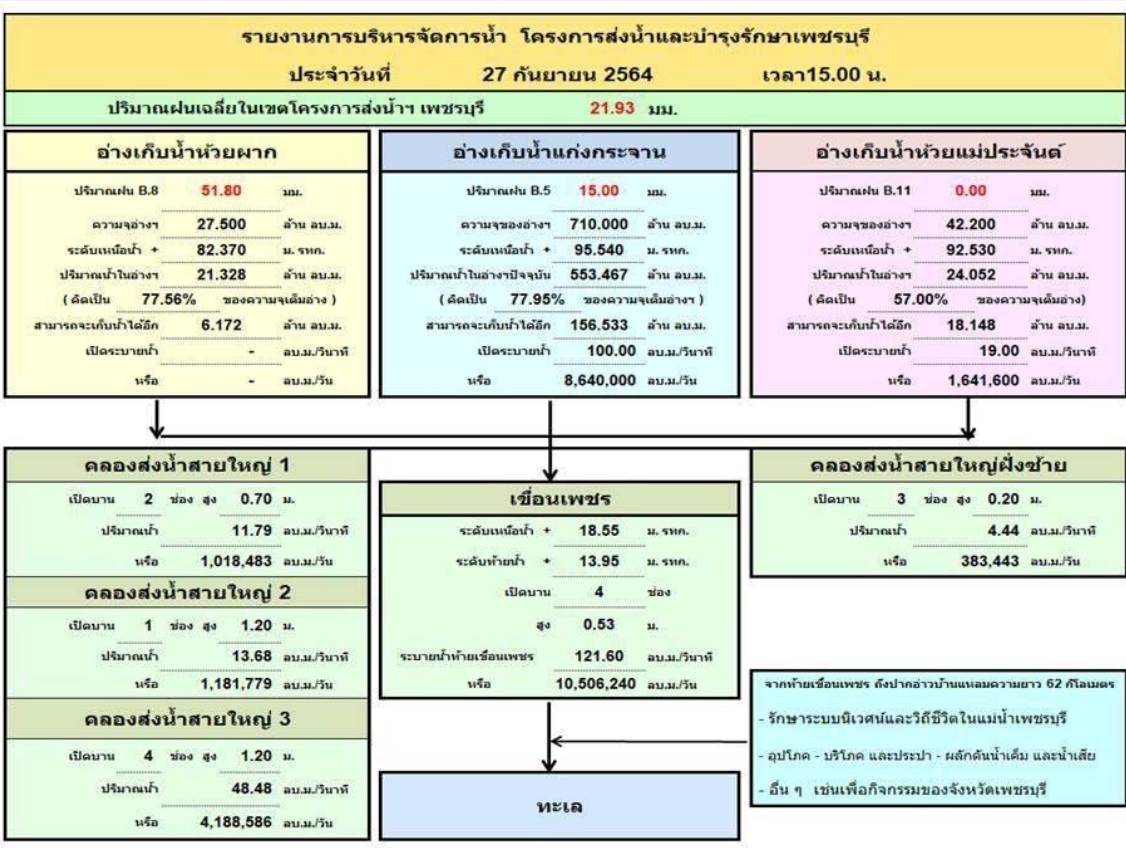 รายงานการบริหารจัดการน้ำ โครงการส่งน้ำและบำรุงรักษาเพชรบุรี
ประจำวันที่ 27 กันยายน 2564 เวลา15.00 น.
ปริมาณฝนเฉลี่ยในเขตโครงการส่งน้ำฯ เพชรบุรี 21.93 มม.
อ่างเก็บน้ำห้วยผาก
ปริมาณฝน B.8 51.80 มม.
ความจุอ่างฯ 27.500 ล้าน ลบ.ม.
ระดับเหนือน้ำ + 82.370 ม. รทก.
ปริมาณน้ำในอ่างฯ 21.328 ล้าน ลบ.ม.
( คิดเป็น 77.56% ของความจุเต็มอ่าง )
สามารถจะเก็บน้ำได้อีก 6.172 ล้าน ลบ.ม.
เปิดระบายน้ำ - ลบ.ม./วินาที
หรือ - ลบ.ม./วัน
อ่างเก็บน้ำแก่งกระจาน
ปริมาณฝน B.5 15.00 มม.
ความจุของอ่างฯ 710.000 ล้าน ลบ.ม.
ระดับเหนือน้ำ + 95.540 ม. รทก.
ปริมาณน้ำในอ่างฯปัจจุบัน 553.467 ล้าน ลบ.ม.
( คิดเป็น 77.95% ของความจุเต็มอ่างฯ )
สามารถจะเก็บน้ำได้อีก 156.533 ล้าน ลบ.ม.
เปิดระบายน้ำ 100.00 ลบ.ม./วินาที
หรือ 8,640,000 ลบ.ม./วัน
อ่างเก็บน้ำห้วยแม่ประจันต์
ปริมาณฝน B.11 0.00 มม.
ความจุของอ่างฯ 42.200 ล้าน ลบ.ม.
ระดับเหนือน้ำ + 92.530 ม. รทก.
ปริมาณน้ำในอ่างฯ 24.052 ล้าน ลบ.ม.
( คิดเป็น 57.00% ของความจุเต็มอ่าง)
สามารถจะเก็บน้ำได้อีก 18.148 ล้าน ลบ.ม.
เปิดระบายน้ำ 19.00 ลบ.ม./วินาที
หรือ 1,641,600 ลบ.ม./วัน
คลองส่งน้ำสายใหญ่ 1
เปิดบาน 2 ช่อง สูง 0.70 ม.
ปริมาณน้ำ 11.79 ลบ.ม./วินาที
หรือ 1,018,483 ลบ.ม./วัน
คลองส่งน้ำสายใหญ่ 2
เปิดบาน 1 ช่อง สูง 1.20 ม.
ปริมาณน้ำ 13.68 ลบ.ม./วินาที
หรือ 1,181,779 ลบ.ม./วัน
คลองส่งน้ำสายใหญ่ 3
เปิดบาน 4 ช่อง สูง 1.20 ม.
ปริมาณน้ำ 48.48 ลบ.ม./วินาที
หรือ 4,188,586 ลบ.ม./วัน
เขื่อนเพชร
ระดับเหนือน้ำ + 18.55 ม. รทก.
ระดับท้ายน้ำ + 13.95 ม. รทก.
เปิดบาน 4 ช่อง
สูง 0.53 ม.
ระบายน้ำท้ายเขื่อนเพชร 121.60 ลบ.ม./วินาที
หรือ 10,506,240 ลบ.ม./วัน
ทะเล
คลองส่งน้ำสายใหญ่ฝั่งซ้าย
เปิดบาน 3 ช่อง สูง 0.20 ม.
ปริมาณน้ำ 4.44 ลบ.ม./วินาที
หรือ 383,443 ลบ.ม./วัน
จากท้ายเขื่อนเพชร ถึงปากอ่าวบ้านแหลมความยาว 62 กิโลเมตร
- รักษาระบบนิเวศน์และวิถีชีวิตในแม่น้ำเพชรบุรี
- อุปโภค - บริโภค และประปา - ผลักดันน้ำเค็ม และน้ำเสีย
- อื่น ๆ เช่นเพื่อกิจกรรมของจังหวัดเพชรบุรี